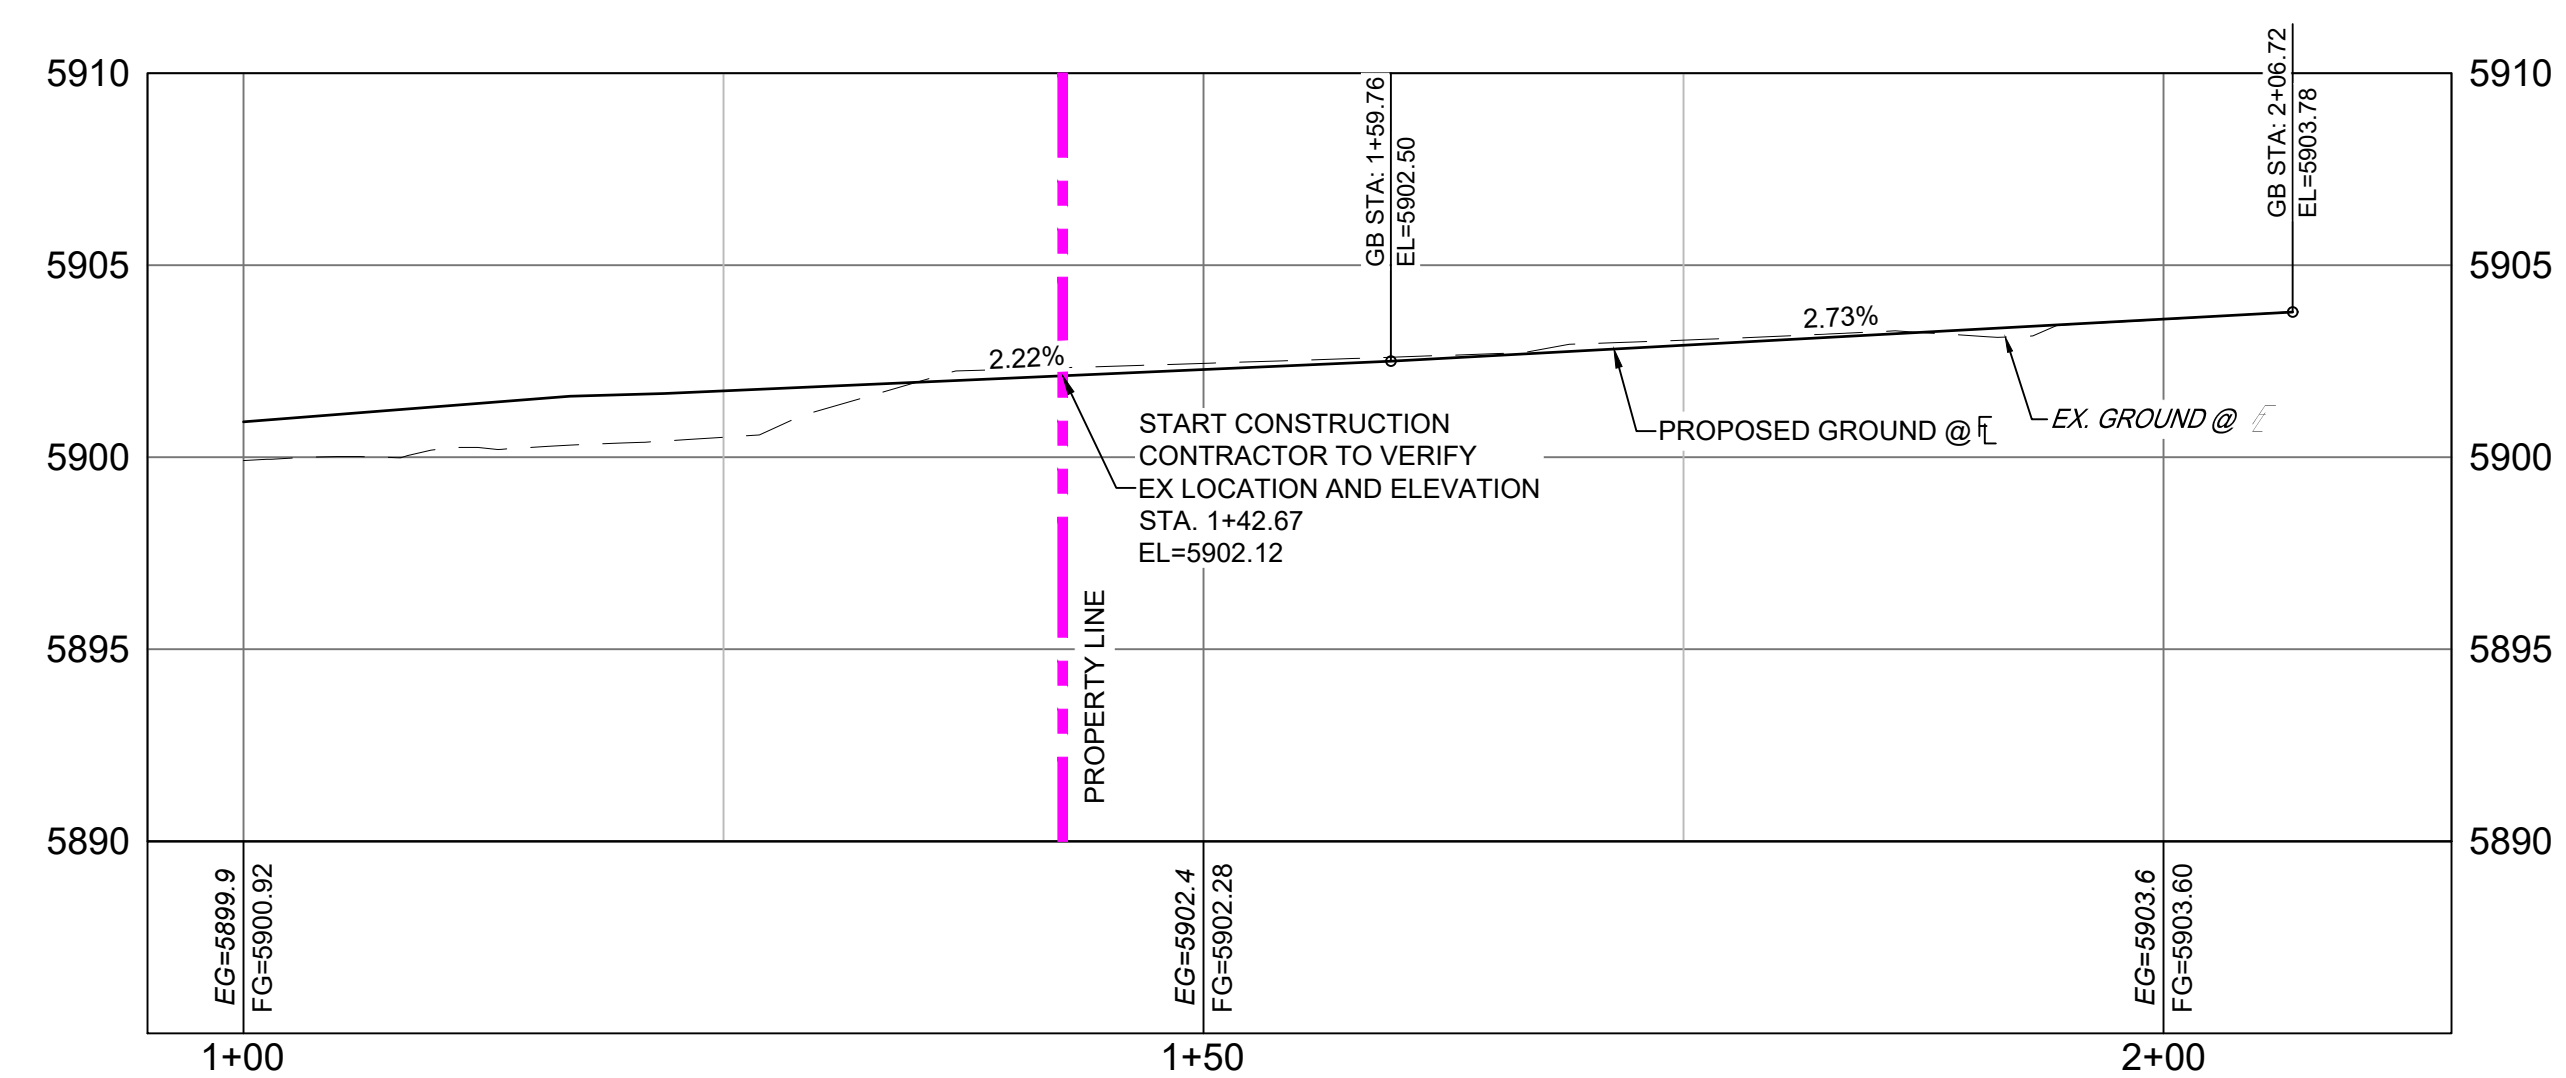 5910
5905
5900
5895
5890
5910
5905
5900
5895
5890
GB STA: 1+59.76
EL=5902.50
GB STA: 2+06.72
EL=5903.78
2.22%
2.73%
START CONSTRUCTION
CONTRACTOR TO VERIFY
EX LOCATION AND ELEVATION
STA. 1+42.67
EL=5902.12
PROPOSED GROUND @ FL
EX. GROUND @
PROPERTY LINE
EG=5899.9
FG=5900.92
EG=5902.4
FG=5902.28
EG=5903.6
FG=5903.60
1+00
1+50
2+00